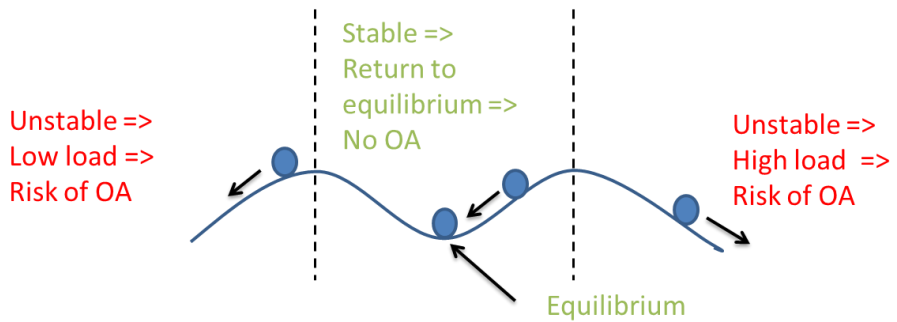 Unstable =>
Low load =>
Risk of OA
Stable =>
Return to
equilibrium =>
No OA
Unstable =>
High load =>
Risk of OA
Equilibrium